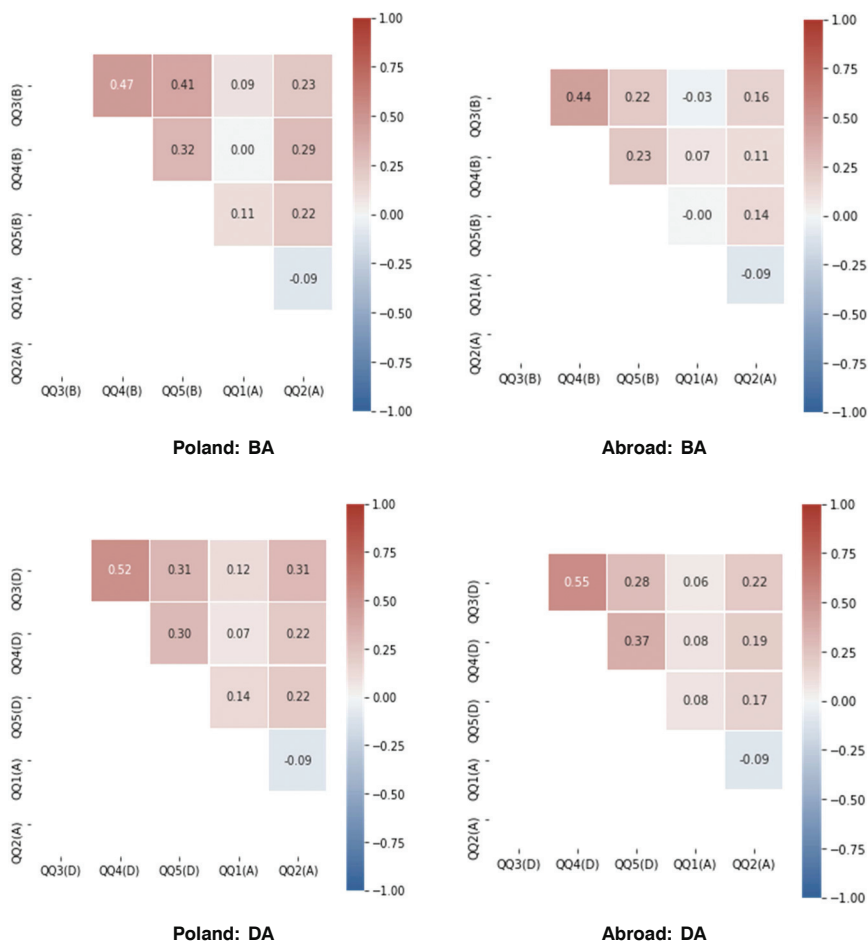 1.00
0.75
0.50
0.25
0.00
−0.25
−0.50
−0.75
−1.00
QQ3(B)
QQ4(B)
QQ5(B)
QQ1(A)
QQ2(A)
0.47 0.41 0.09 0.23
0.32 0.00 0.29
0.11 0.22
-0.09
QQ3(B) QQ4(B) QQ5(B) QQ1(A) QQ2(A)
Poland: BA
1.00
0.75
0.50
0.25
0.00
−0.25
−0.50
−0.75
−1.00
QQ3(B)
QQ4(B)
QQ5(B)
QQ1(A)
QQ2(A)
0.44 0.22 -0.03 0.16
0.23 0.07 0.11
-0.00 0.14
-0.09
QQ3(B) QQ4(B) QQ5(B) QQ1(A) QQ2(A)
Abroad: BA
1.00
0.75
0.50
0.25
0.00
−0.25
−0.50
−0.75
−1.00
QQ3(D)
QQ4(D)
QQ5(D)
QQ1(A)
QQ2(A)
0.52 0.31 0.12 0.31
0.30 0.07 0.22
0.14 0.22
-0.09
QQ3(D) QQ4(D) QQ5(D) QQ1(A) QQ2(A)
Poland: DA
1.00
0.75
0.50
0.25
0.00
−0.25
−0.50
−0.75
−1.00
QQ3(D)
QQ4(D)
QQ5(D)
QQ1(A)
QQ2(A)
0.55 0.28 0.06 0.22
0.37 0.08 0.19
0.08 0.17
-0.09
QQ3(D) QQ4(D) QQ5(D) QQ1(A) QQ2(A)
Abroad: DA